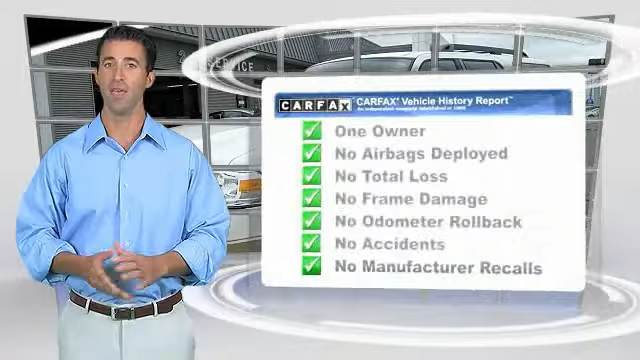 SERVICE
CARFAX CARFAX Vehicle History Report™
One Owner
No Airbags Deployed
No Total Loss
No Frame Damage
No Odometer Rollback
No Accidents
No Manufacturer Recalls